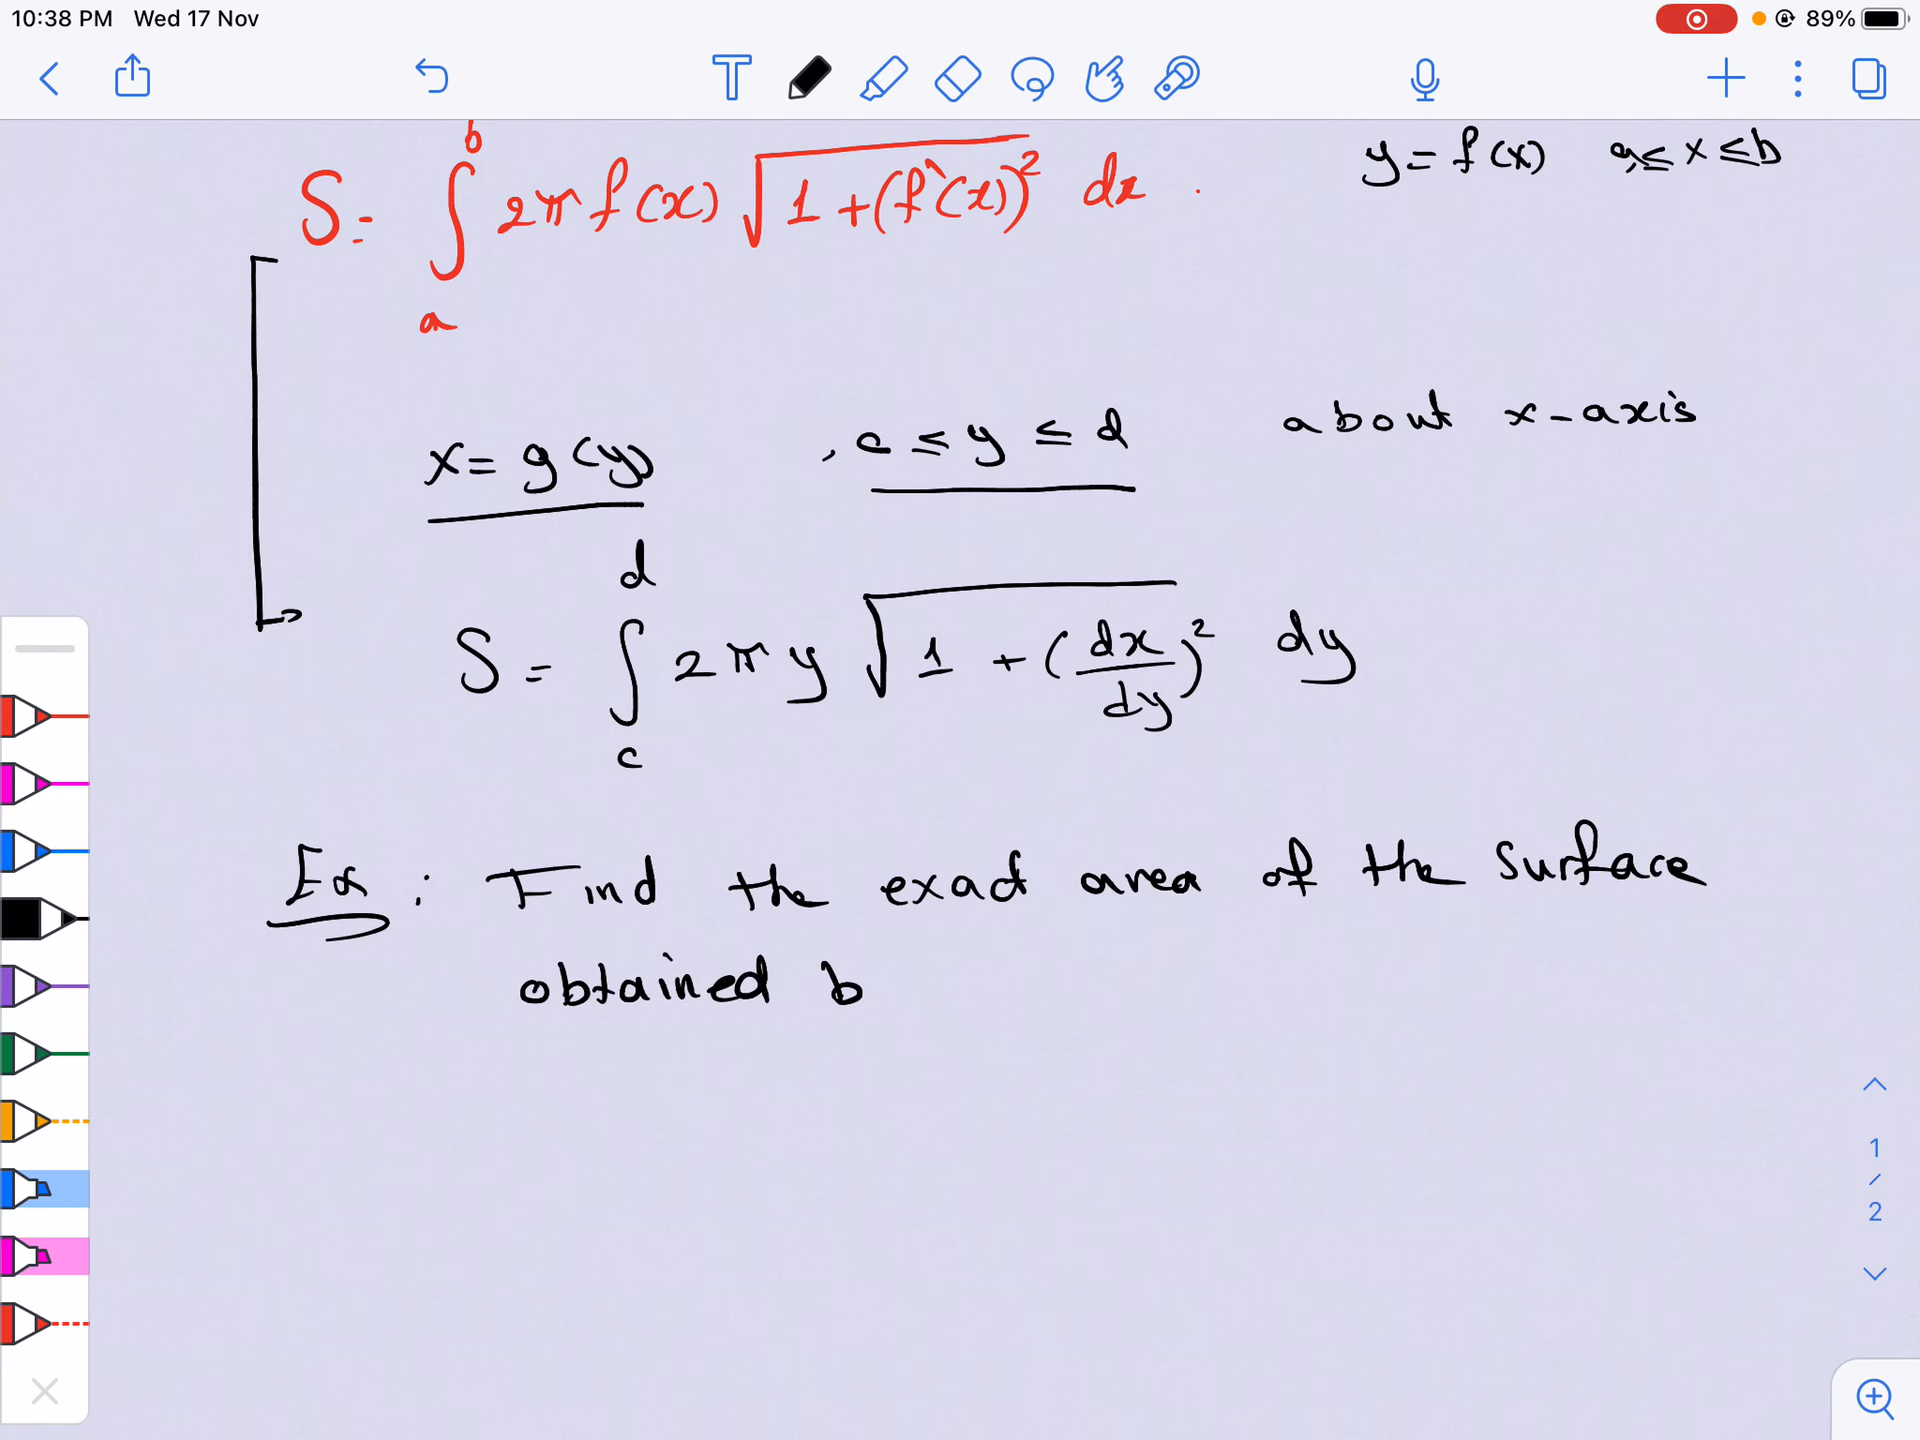 10:38 PM Wed 17 Nov 89%
S = ∫_a^b 2π f(x) √(1 + (f'(x))²) dx . y = f(x) a ≤ x ≤ b
x = g(y) , c ≤ y ≤ d about x-axis
S = ∫_c^d 2π y √(1 + (dx/dy)²) dy
Ex : Find the exact area of the surface
obtained b
1
/
2